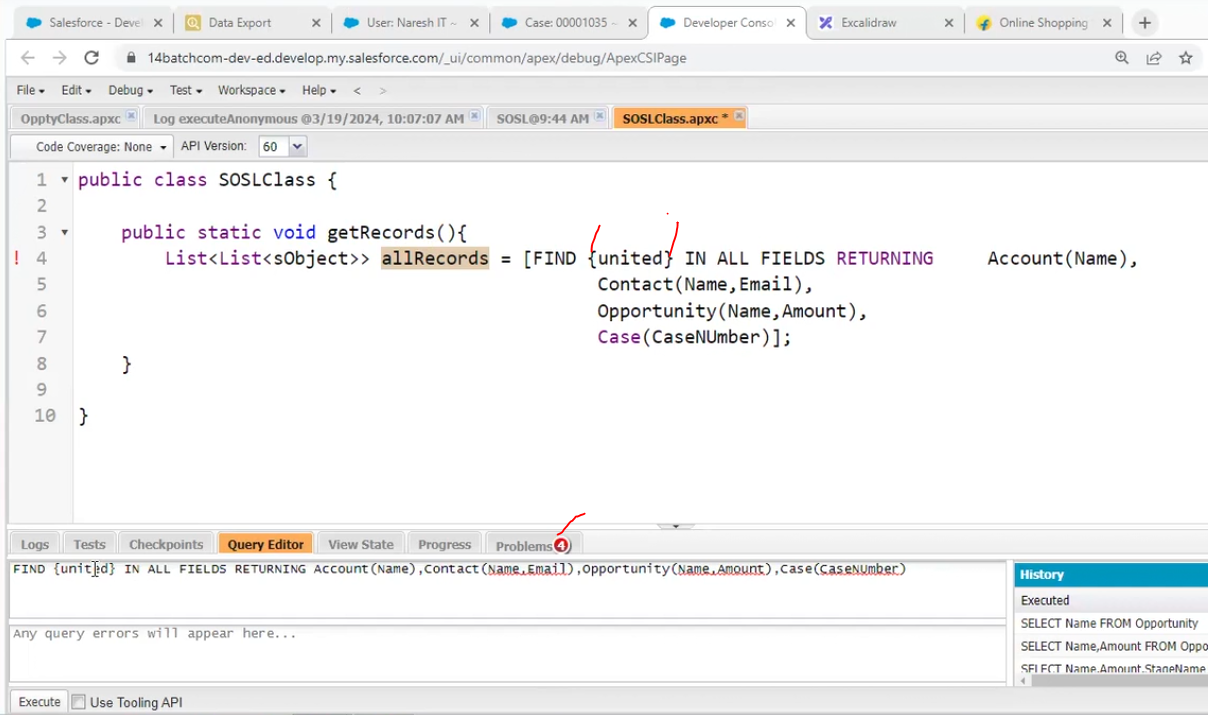 Salesforce - Devel
Data Export
User: Naresh IT ~
Case: 00001035 ~
Developer Conso
Excalidraw
Online Shopping
14batchcom-dev-ed.develop.my.salesforce.com/_ui/common/apex/debug/ApexCSIPage
File Edit Debug Test Workspace Help < >
OpptyClass.apxc
Log executeAnonymous @3/19/2024, 10:07:07 AM
SOSL@9:44 AM
SOSLClass.apxc *
Code Coverage: None API Version: 60
1 public class SOSLClass {
2
3 public static void getRecords(){
! 4 List<List<sObject>> allRecords = [FIND {united} IN ALL FIELDS RETURNING Account(Name),
5 Contact(Name,Email),
6 Opportunity(Name,Amount),
7 Case(CaseNUmber)];
8 }
9
10 }
Logs Tests Checkpoints Query Editor View State Progress Problems 4
FIND {united} IN ALL FIELDS RETURNING Account(Name),Contact(Name,Email),Opportunity(Name,Amount),Case(CaseNUmber)
Any query errors will appear here...
History
Executed
SELECT Name FROM Opportunity
SELECT Name,Amount FROM Oppo
SELECT Name,Amount,StageName
Execute Use Tooling API